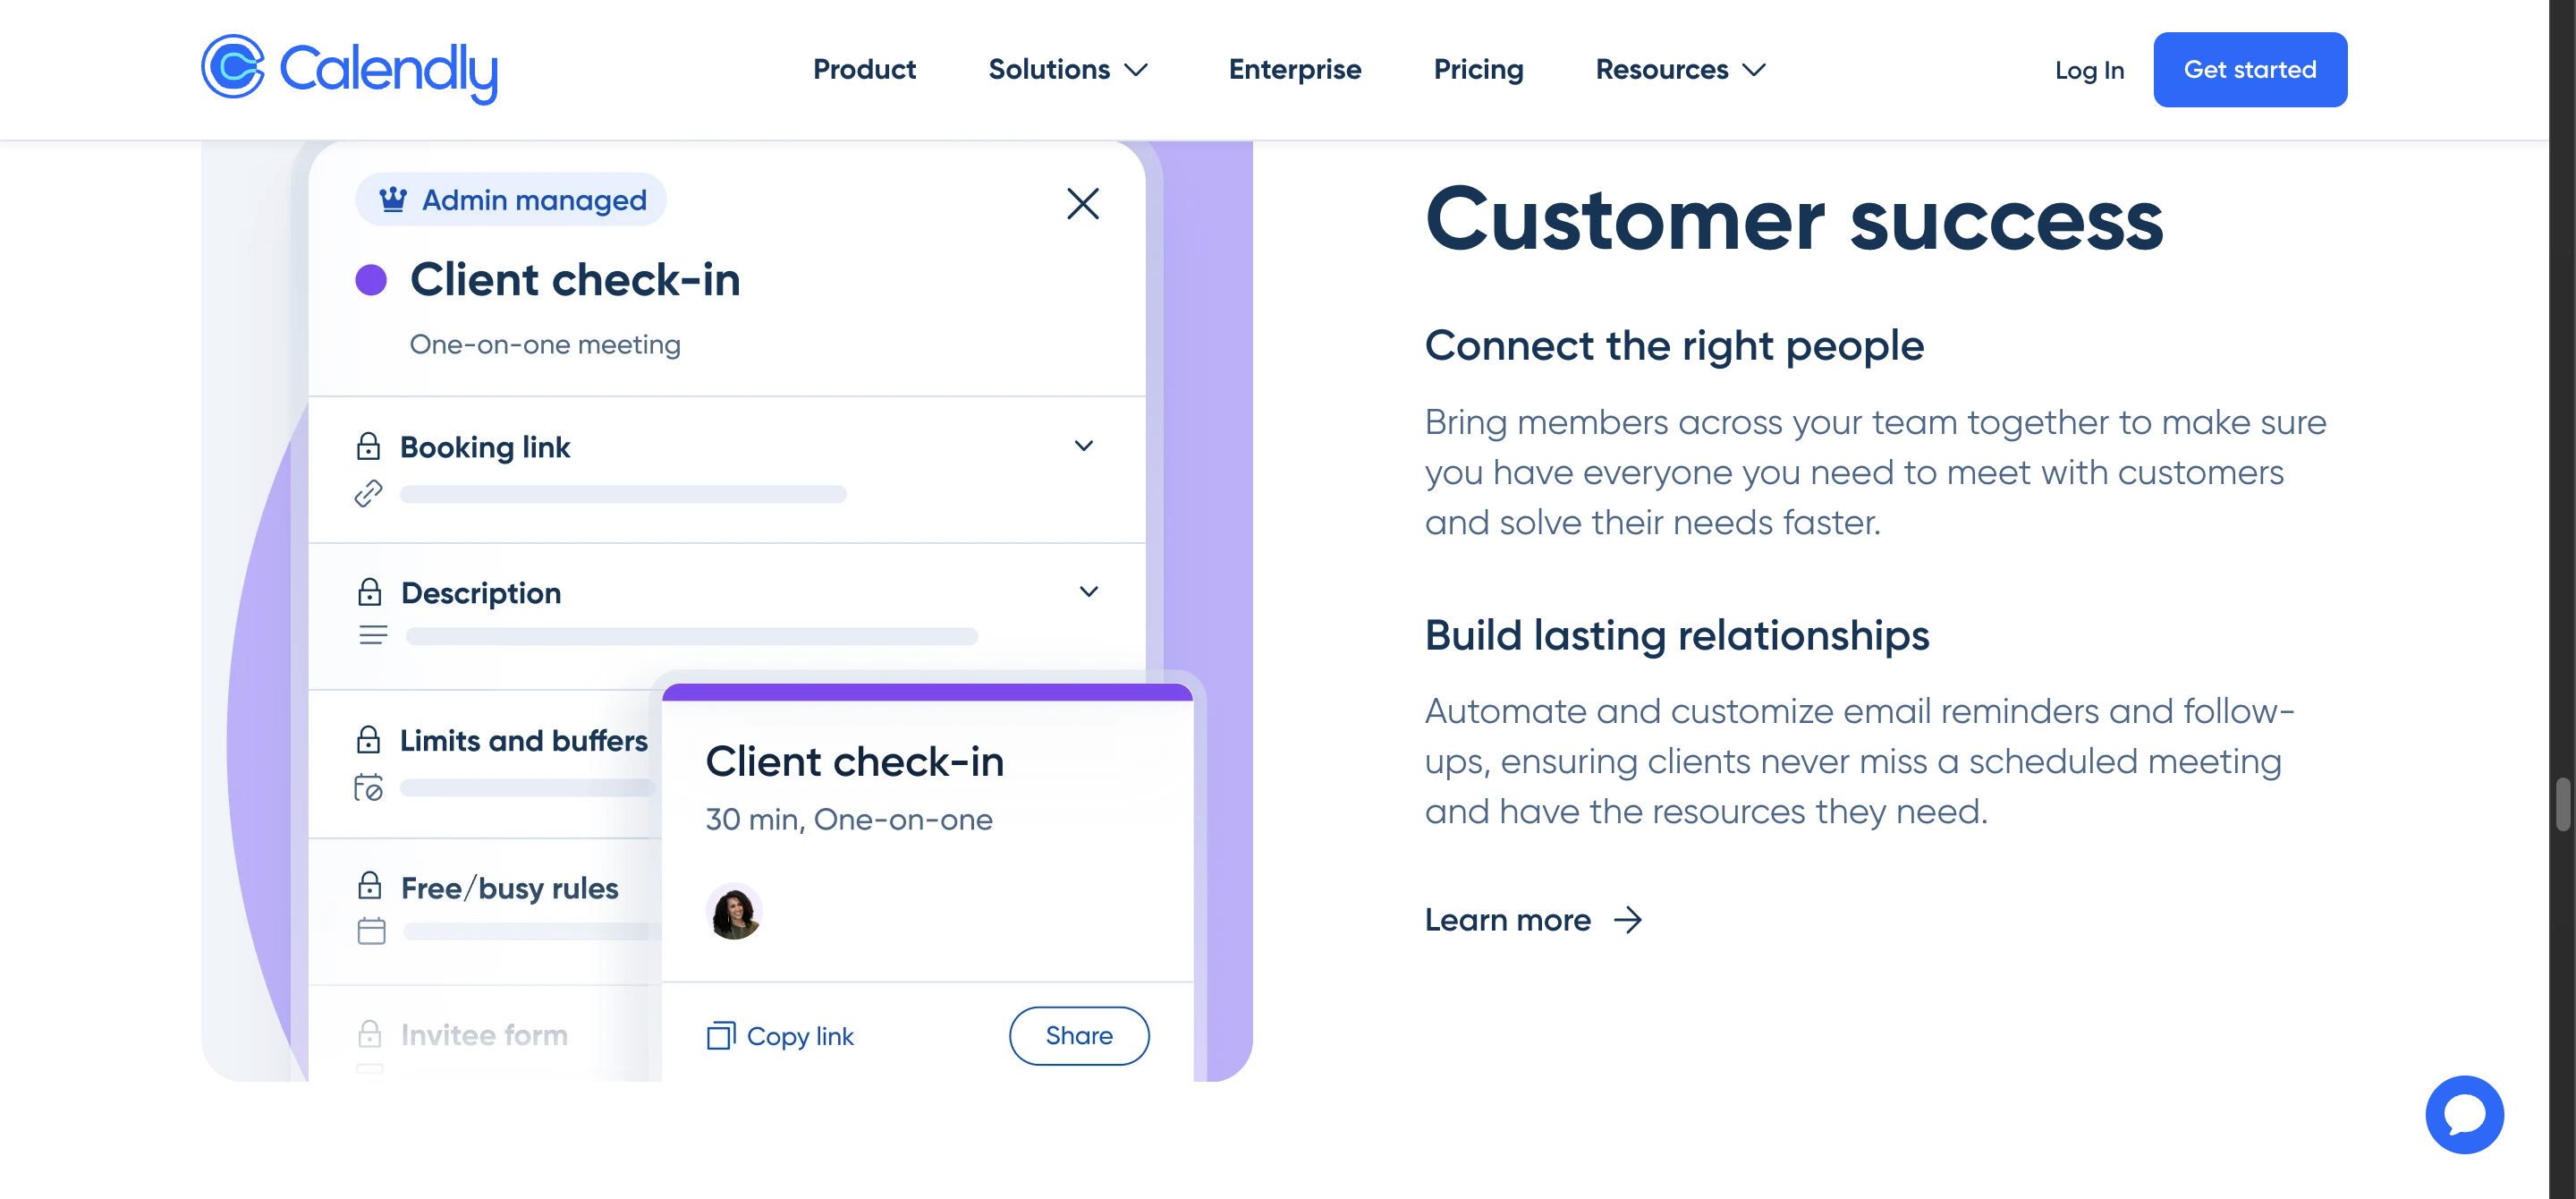 Calendly
Product
Solutions
Enterprise
Pricing
Resources
Log In
Get started
Admin managed
Client check-in
One-on-one meeting
Booking link
Description
Limits and buffers
Free/busy rules
Invitee form
Client check-in
30 min, One-on-one
Copy link
Share
Customer success
Connect the right people
Bring members across your team together to make sure
you have everyone you need to meet with customers
and solve their needs faster.
Build lasting relationships
Automate and customize email reminders and follow-
ups, ensuring clients never miss a scheduled meeting
and have the resources they need.
Learn more